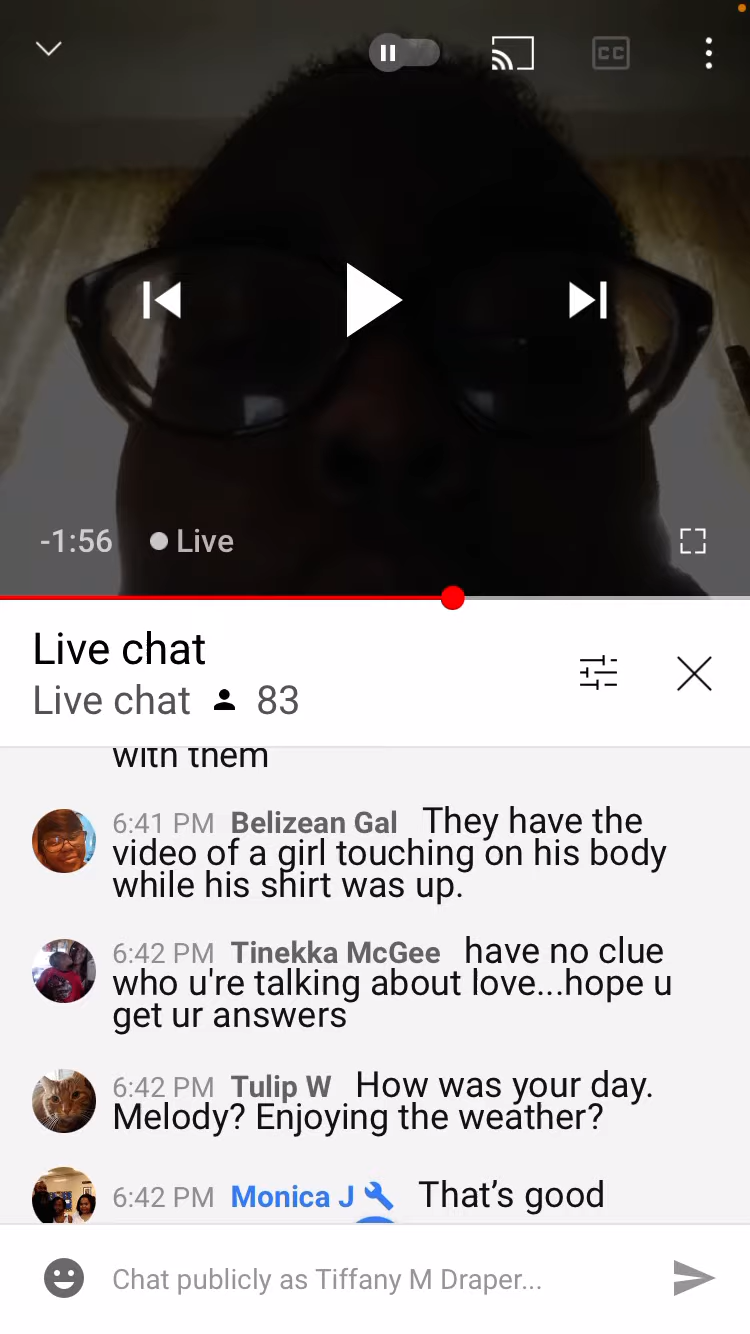 CC
-1:56 Live
Live chat
Live chat 83
with them
6:41 PM Belizean Gal They have the
video of a girl touching on his body
while his shirt was up.
6:42 PM Tinekka McGee have no clue
who u're talking about love...hope u
get ur answers
6:42 PM Tulip W How was your day.
Melody? Enjoying the weather?
6:42 PM Monica J That’s good
Chat publicly as Tiffany M Draper...